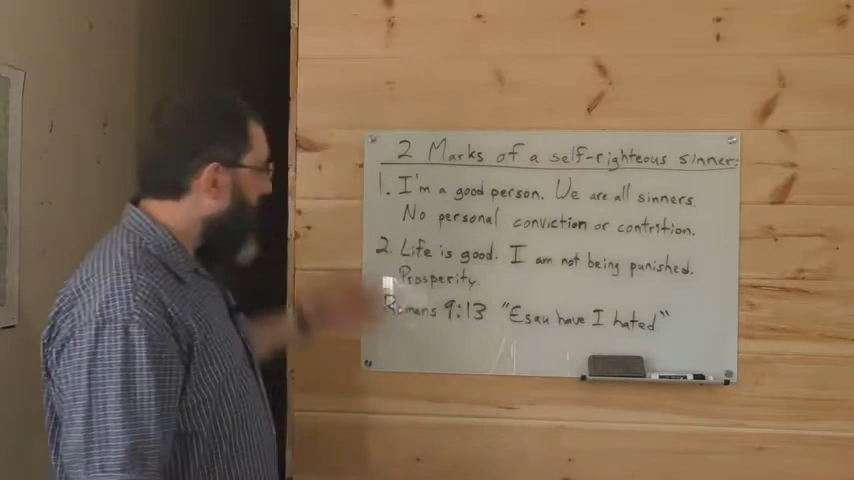 2 Marks of a self-righteous sinner:
1. I'm a good person. We are all sinners.
No personal conviction or contrition.
2. Life is good. I am not being punished.
Prosperity.
Romans 9:13 "Esau have I hated"